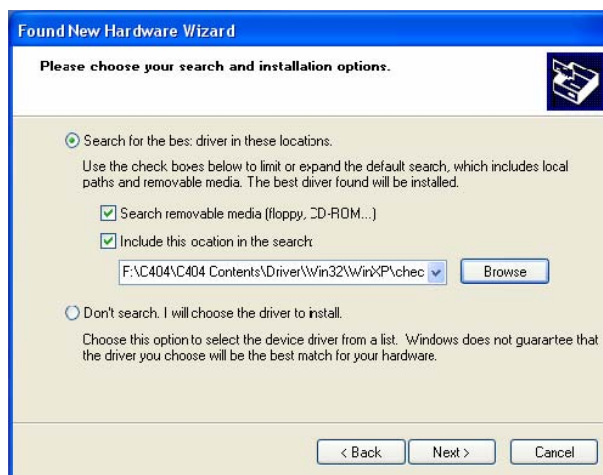 Found New Hardware Wizard
Please choose your search and installation options.
Search for the bes: driver in these locations.
Use the check boxes below to limit or expand the default search, which includes local
paths and removable media. The best driver found will be installed.
Search removable media (floppy, CD-ROM...)
Include this ocation in the search:
F:\C404\C404 Contents\Driver\Win32\WinXP\chec
Browse
Don't search. I will choose the driver to install.
Choose this option to select the device driver from a list. Windows does not guarartee that
the driver you choose will be the best match for your hardware.
< Back
Next >
Cancel